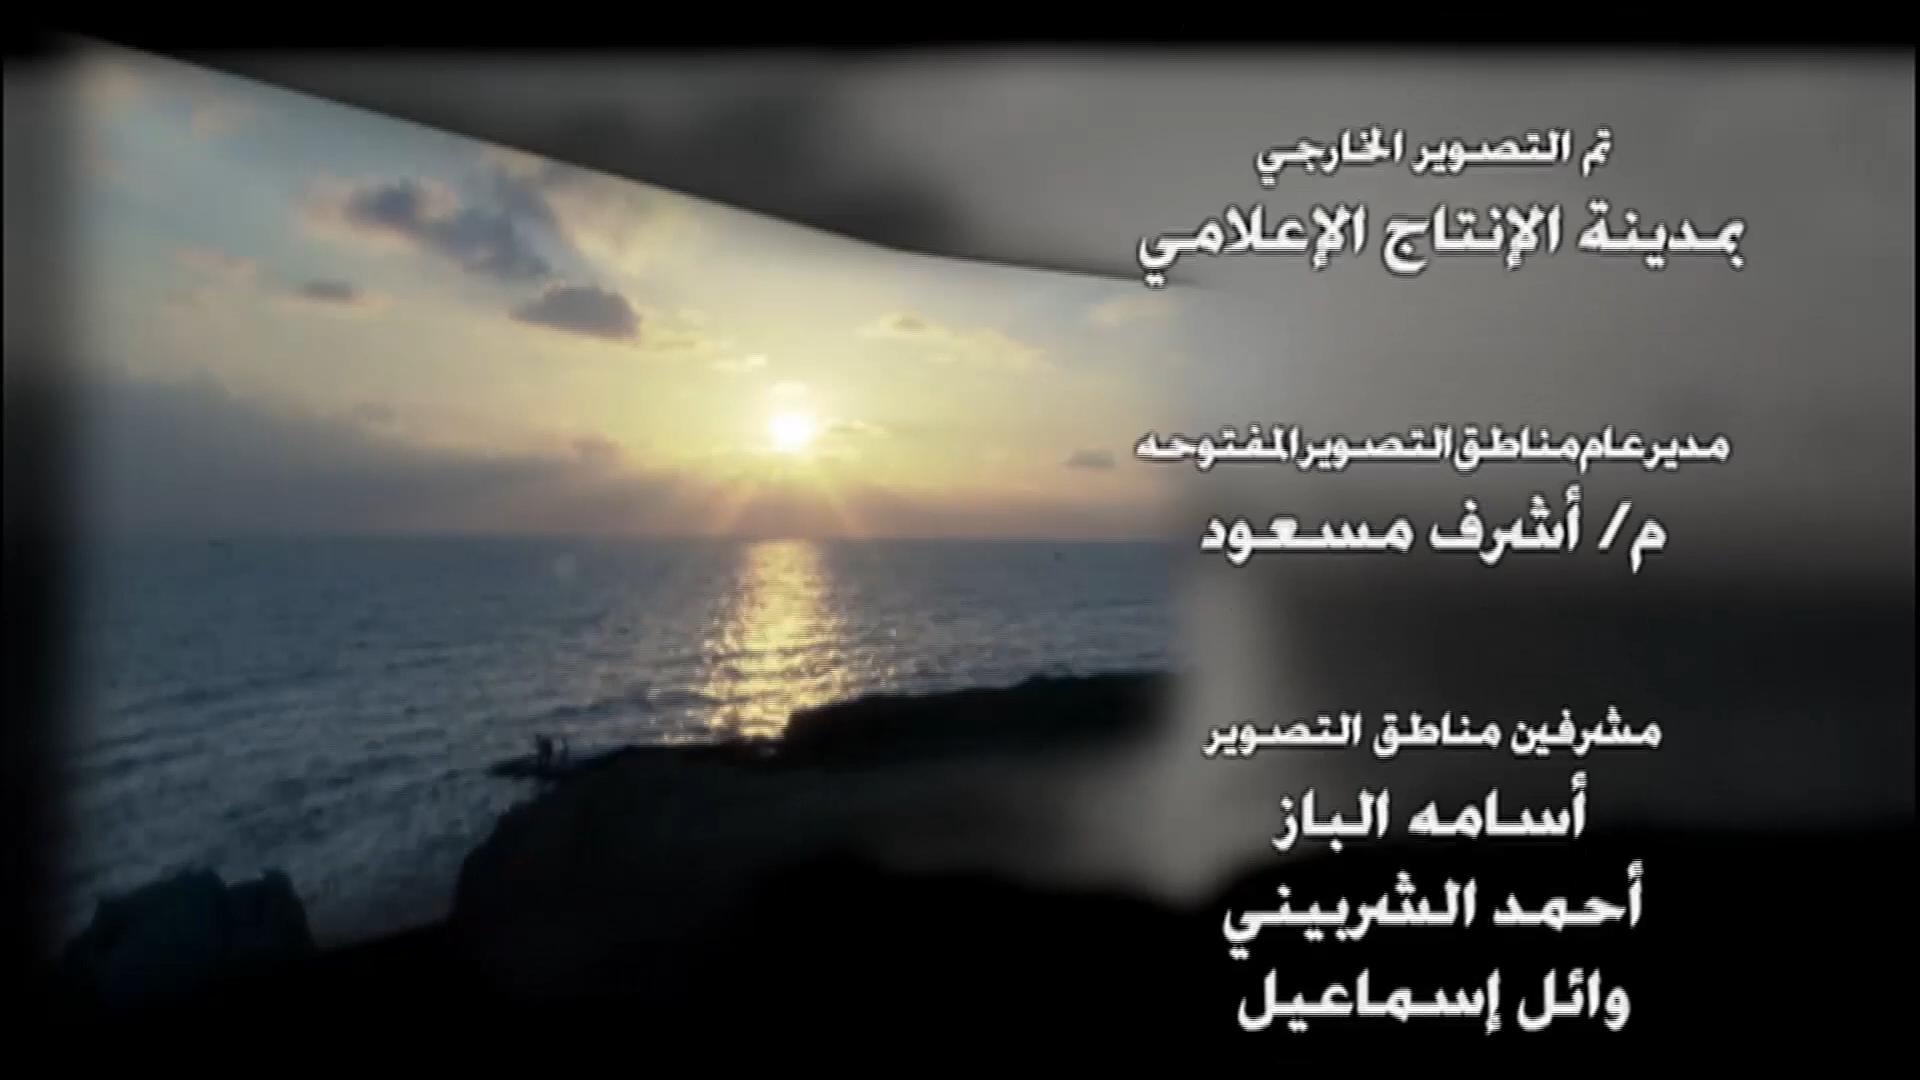 تم التصوير الخارجي
بمدينة الإنتاج الإعلامي
مدير عام مناطق التصوير المفتوحه
م/ أشرف مسعود
مشرفين مناطق التصوير
أسامه الباز
أحمد الشربيني
وائل إسماعيل